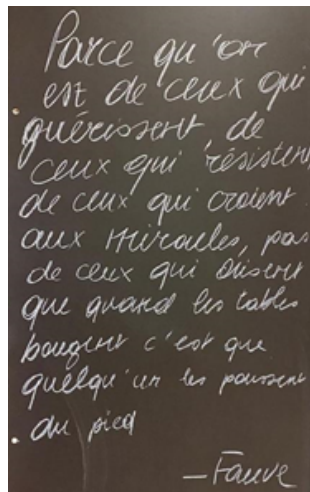 Parce qu'on
est de ceux qui
guérissent de
ceux qui résistent,
de ceux qui croient
aux miracles, pas
de ceux qui disent
que quand les tables
bougent c'est que
quelqu'un les poussent
du pied
— Fauve